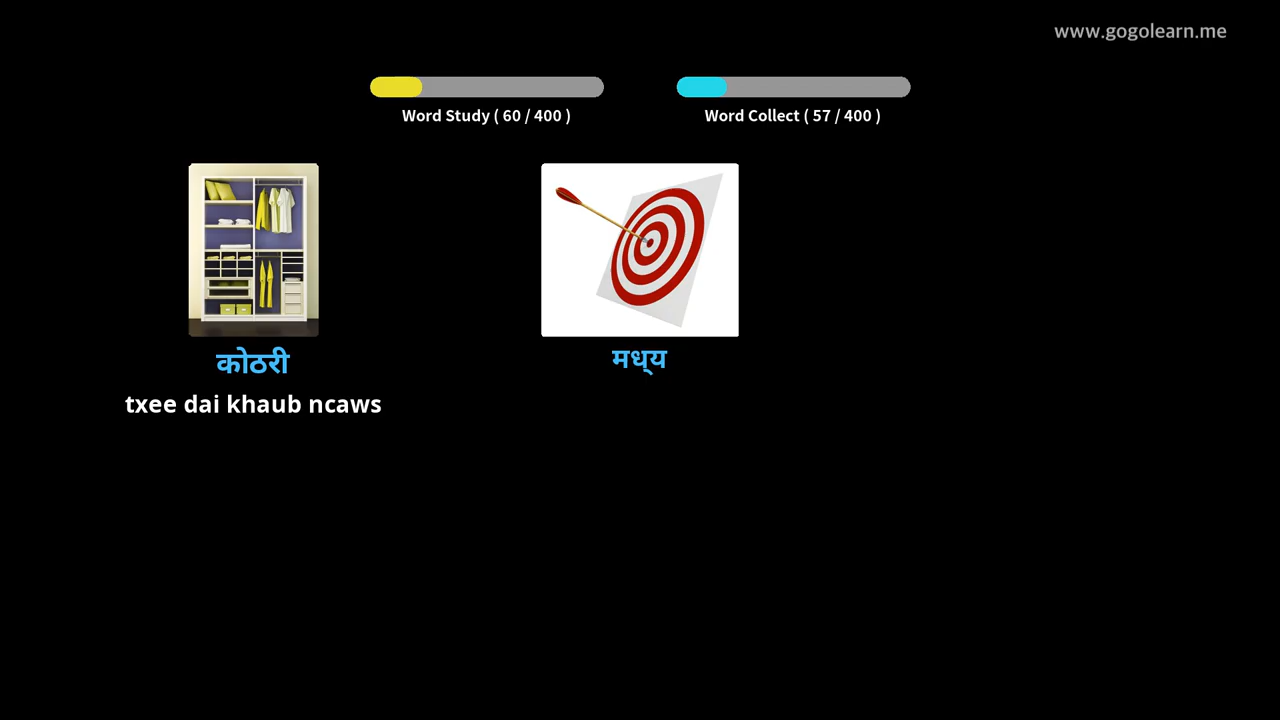 www.gogolearn.me
Word Study ( 60 / 400 )
Word Collect ( 57 / 400 )
कोठरी
मध्य
txee dai khaub ncaws